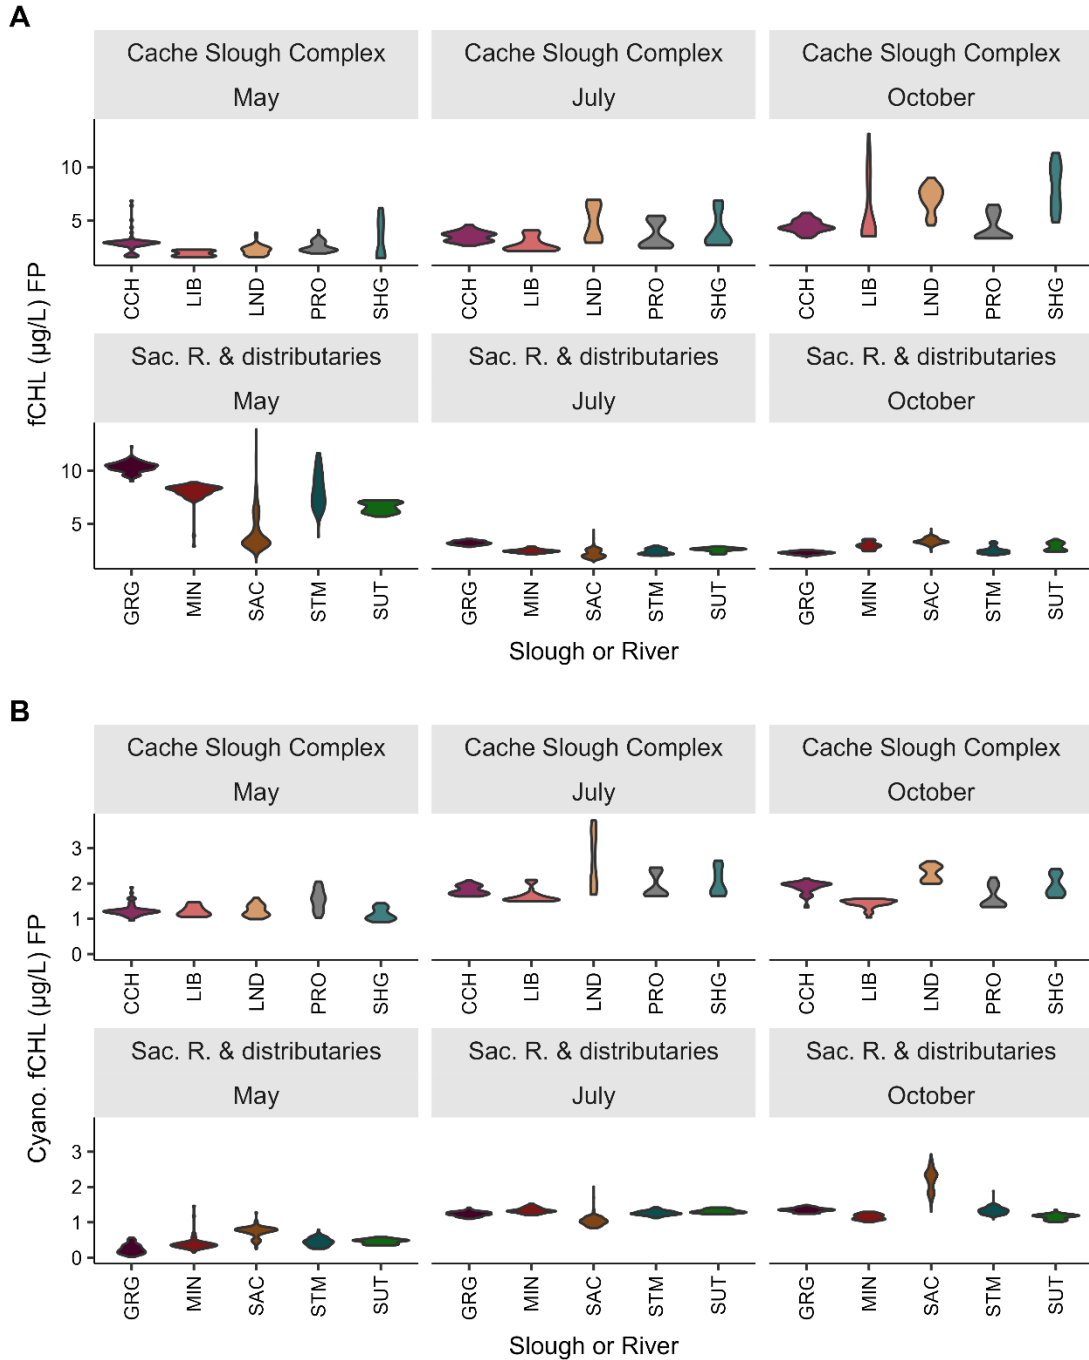 A
Cache Slough Complex Cache Slough Complex Cache Slough Complex
May July October
10
5
CCH LIB LND PRO SHG CCH LIB LND PRO SHG CCH LIB LND PRO SHG
fCHL (µg/L) FP
Sac. R. & distributaries Sac. R. & distributaries Sac. R. & distributaries
May July October
10
5
GRG MIN SAC STM SUT GRG MIN SAC STM SUT GRG MIN SAC STM SUT
Slough or River
B
Cache Slough Complex Cache Slough Complex Cache Slough Complex
May July October
3
2
1
0
CCH LIB LND PRO SHG CCH LIB LND PRO SHG CCH LIB LND PRO SHG
Cyano. fCHL (µg/L) FP
Sac. R. & distributaries Sac. R. & distributaries Sac. R. & distributaries
May July October
3
2
1
0
GRG MIN SAC STM SUT GRG MIN SAC STM SUT GRG MIN SAC STM SUT
Slough or River